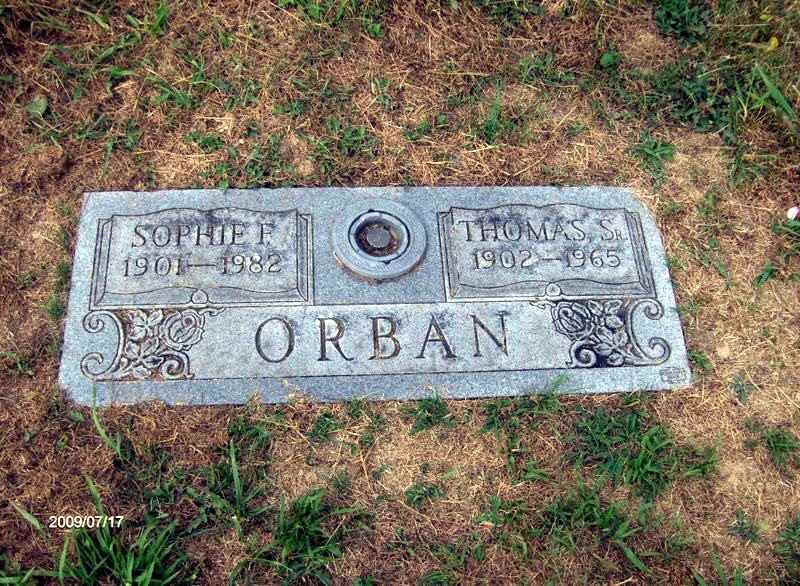 SOPHIE F.
1901—1982
THOMAS, SR.
1902—1965
ORBAN
2009/07/17